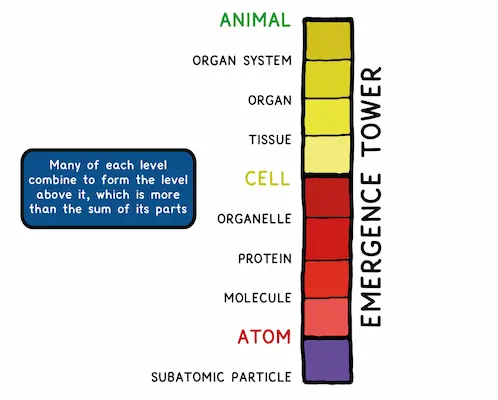 ANIMAL
ORGAN SYSTEM
ORGAN
TISSUE
CELL
ORGANELLE
PROTEIN
MOLECULE
ATOM
SUBATOMIC PARTICLE
Many of each level
combine to form the level
above it, which is more
than the sum of its parts
EMERGENCE TOWER